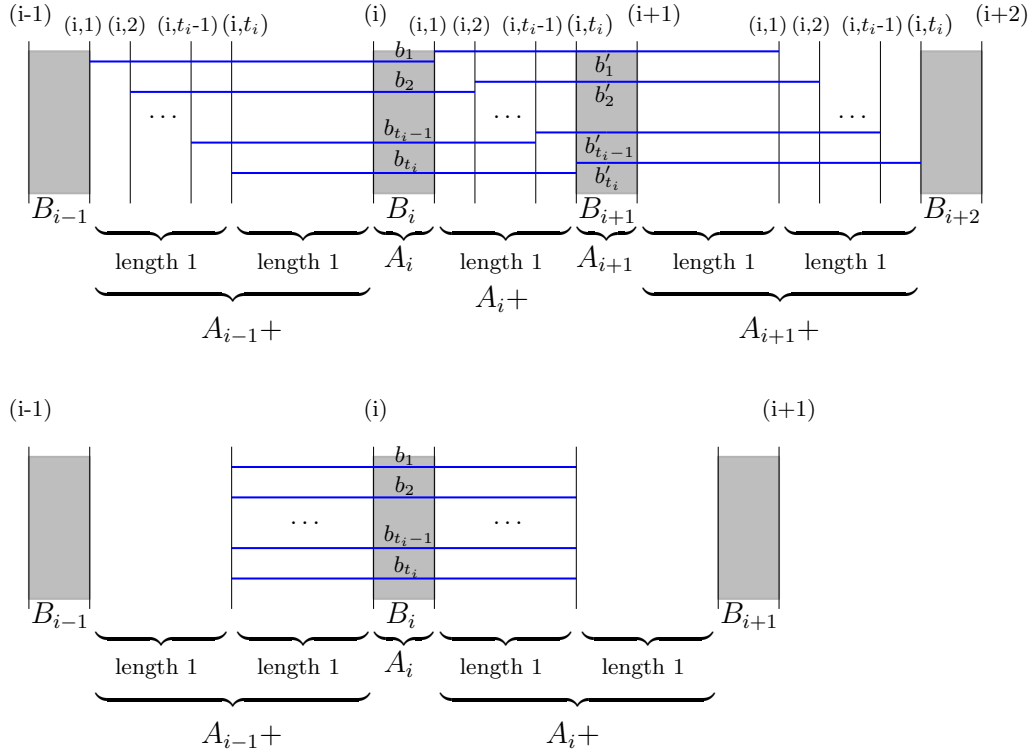 (i-1) (i) (i+1) (i+2)
(i,1) (i,2) (i,t_i-1) (i,t_i) (i,1) (i,2) (i,t_i-1) (i,t_i) (i,1) (i,2) (i,t_i-1) (i,t_i)
b_1
b'_1
b_2
b'_2
... ... ...
b_{t_i-1}
b'_{t_i-1}
b_{t_i}
b'_{t_i}
B_{i-1} B_i B_{i+1} B_{i+2}
length 1 length 1 A_i length 1 A_{i+1} length 1 length 1
A_{i-1}+ A_i+ A_{i+1}+
(i-1) (i) (i+1)
b_1
b_2
... ...
b_{t_i-1}
b_{t_i}
B_{i-1} B_i B_{i+1}
length 1 length 1 A_i length 1 length 1
A_{i-1}+ A_i+